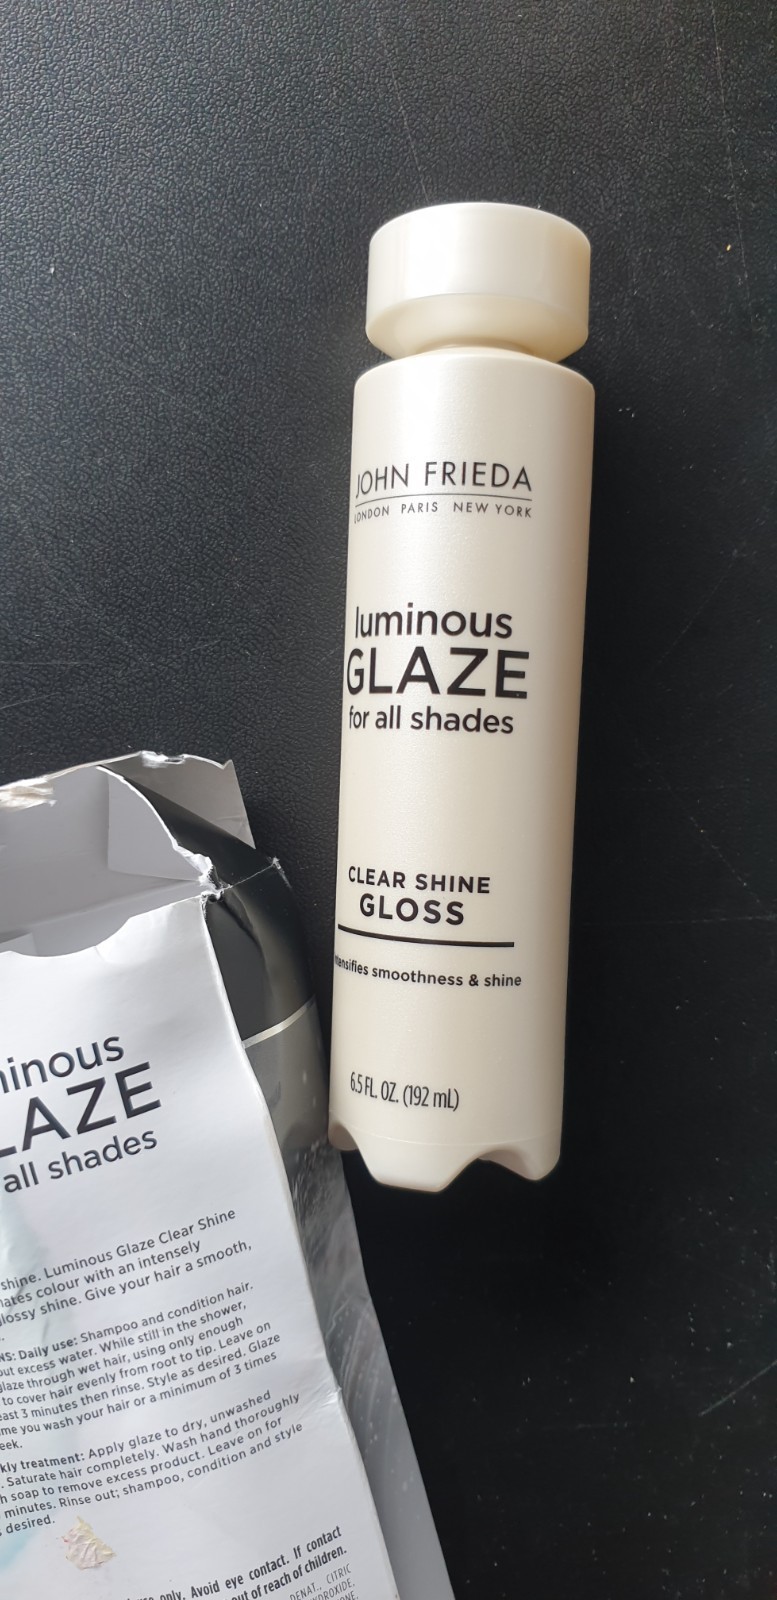 JOHN FRIEDA
LONDON PARIS NEW YORK
luminous
GLAZE
for all shades
CLEAR SHINE
GLOSS
smoothness & shine
6.5 FL. OZ. (192 mL)
all shades
shine. Luminous Glaze Clear Shine
colour with an intensely
glossy shine. Give your hair a smooth,
Daily use: Shampoo and condition hair.
excess water. While still in the shower,
glaze through wet hair, using only enough
to cover hair evenly from root to tip. Leave on
3 minutes then rinse. Style as desired. Glaze
you wash your hair or a minimum of 3 times
treatment: Apply glaze to dry, unwashed
Saturate hair completely. Wash hand thoroughly
soap to remove excess product. Leave on for
minutes. Rinse out; shampoo, condition and style
desired.
only. Avoid eye contact. If contact
out of reach of children.
DENAT., CITRIC